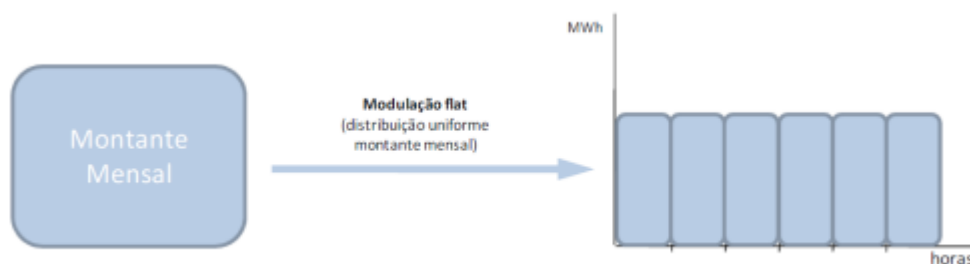 Montante
Mensal
Modulação flat
(distribuição uniforme
montante mensal)
MWh
horas